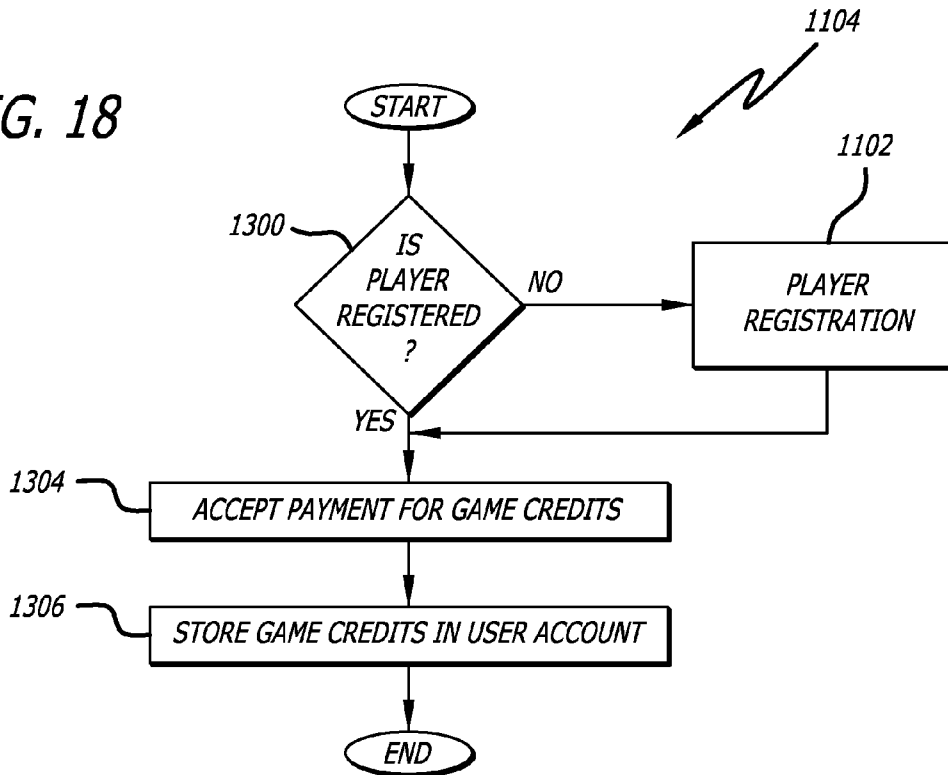 G. 18
1104
START
1102
1300
IS
PLAYER
REGISTERED
?
NO
PLAYER
REGISTRATION
YES
1304
ACCEPT PAYMENT FOR GAME CREDITS
1306
STORE GAME CREDITS IN USER ACCOUNT
END